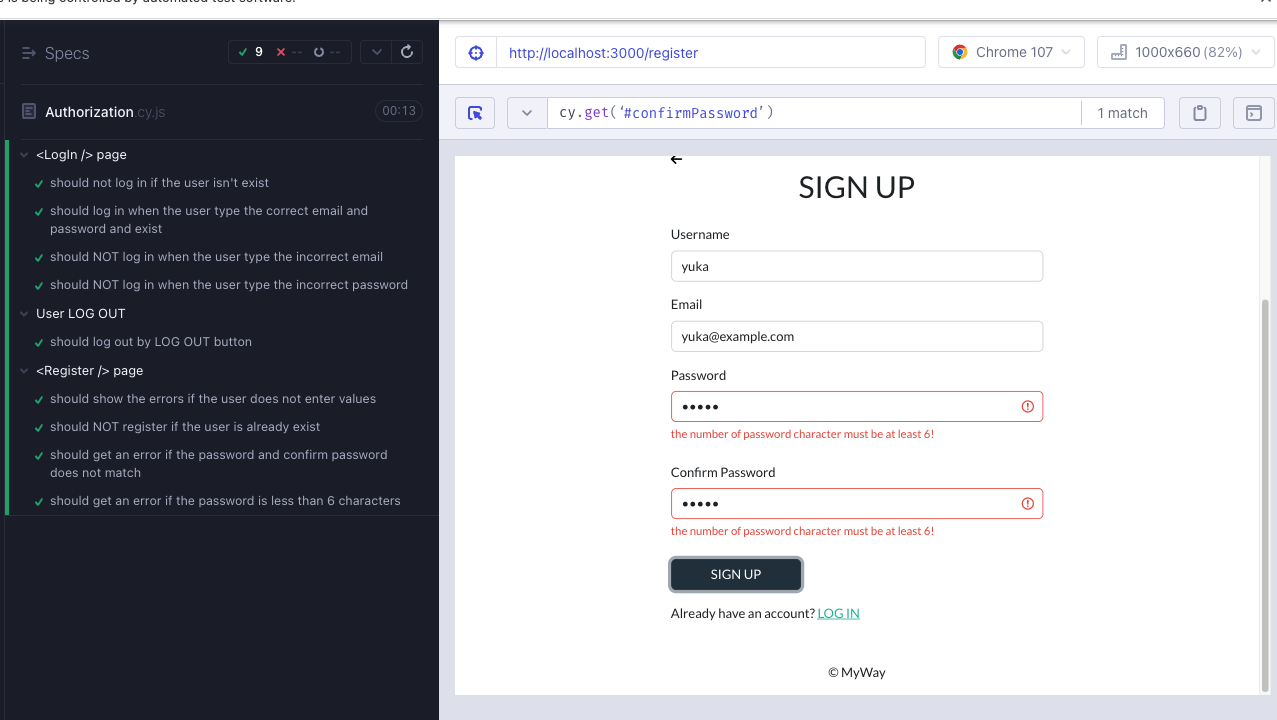 is being controlled by automated test software.
Specs
9 -- --
Authorization.cy.js 00:13
<LogIn /> page
should not log in if the user isn't exist
should log in when the user type the correct email and
password and exist
should NOT log in when the user type the incorrect email
should NOT log in when the user type the incorrect password
User LOG OUT
should log out by LOG OUT button
<Register /> page
should show the errors if the user does not enter values
should NOT register if the user is already exist
should get an error if the password and confirm password
does not match
should get an error if the password is less than 6 characters
http://localhost:3000/register
Chrome 107
1000x660 (82%)
cy.get(‘#confirmPassword’)
1 match
SIGN UP
Username
yuka
Email
yuka@example.com
Password
•••••
the number of password character must be at least 6!
Confirm Password
•••••
the number of password character must be at least 6!
SIGN UP
Already have an account? LOG IN
© MyWay